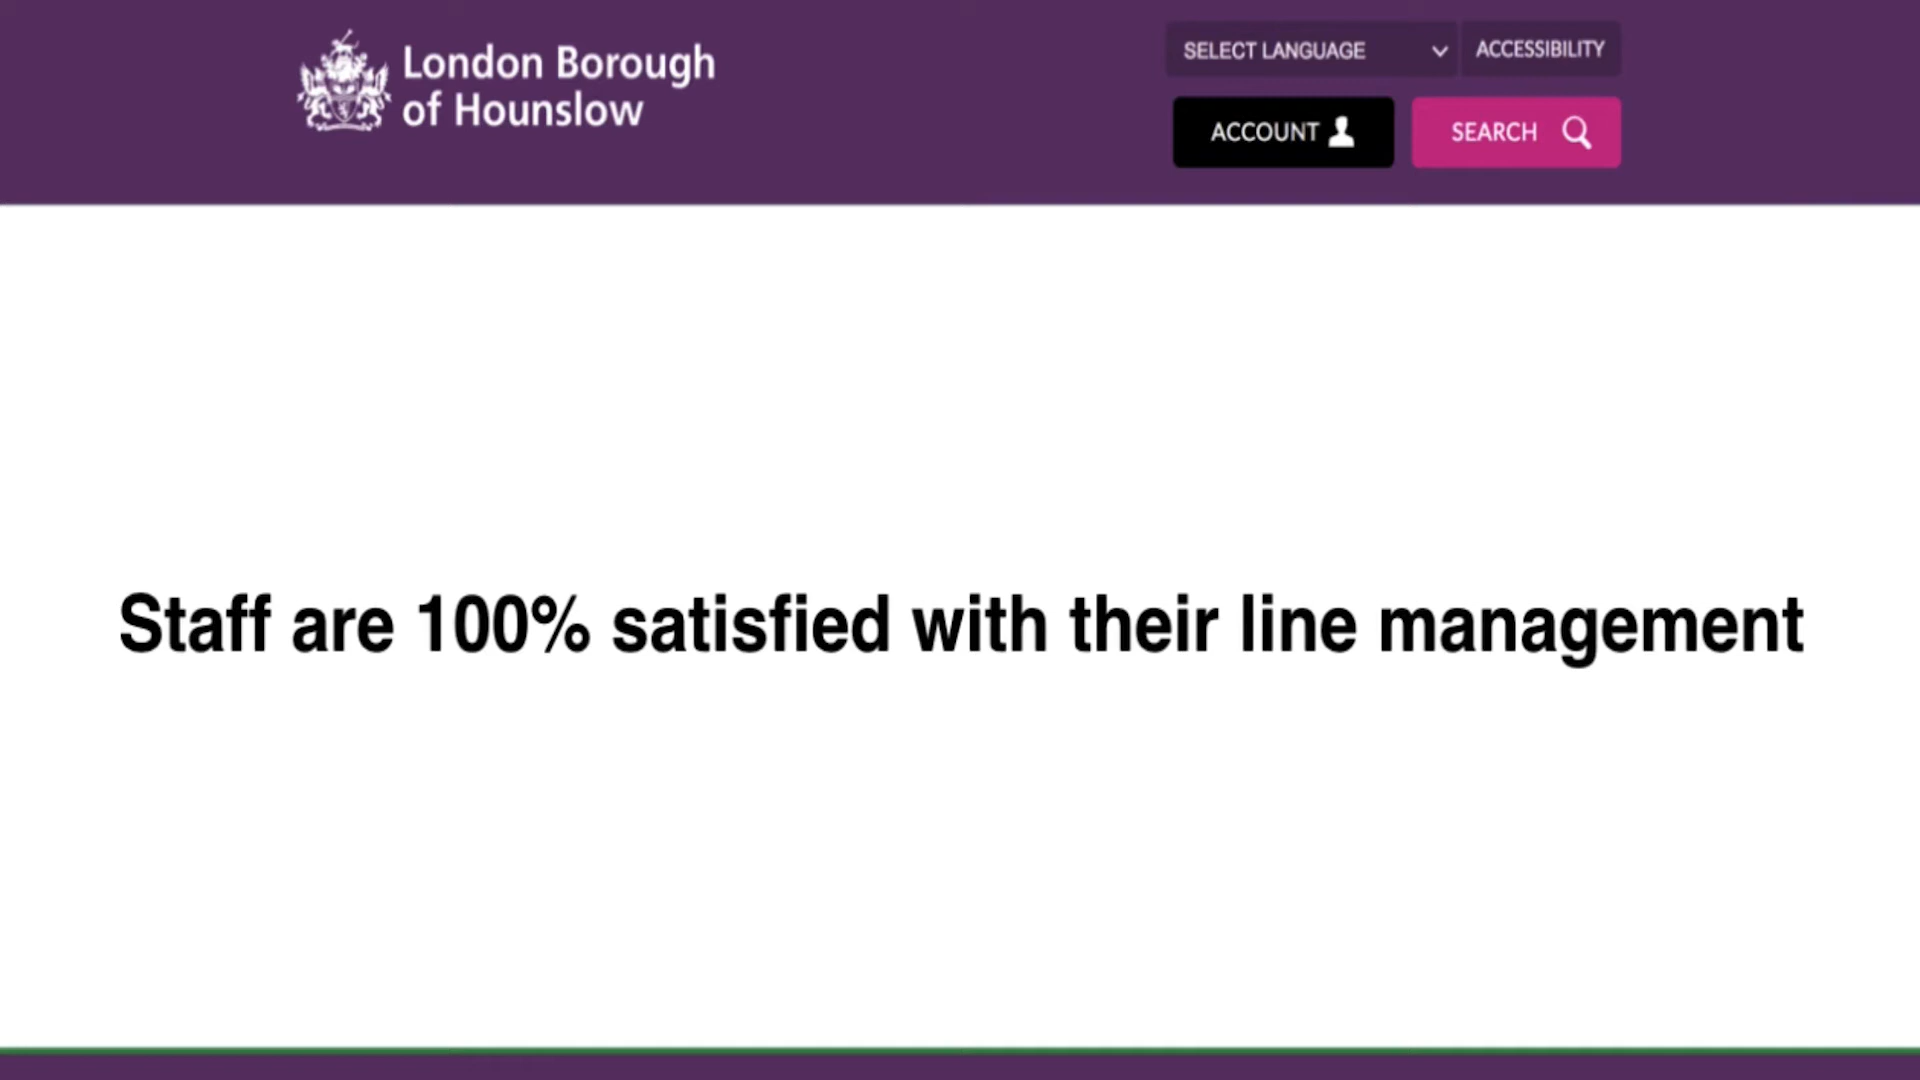 London Borough
of Hounslow
SELECT LANGUAGE
ACCESSIBILITY
ACCOUNT
SEARCH
Staff are 100% satisfied with their line management